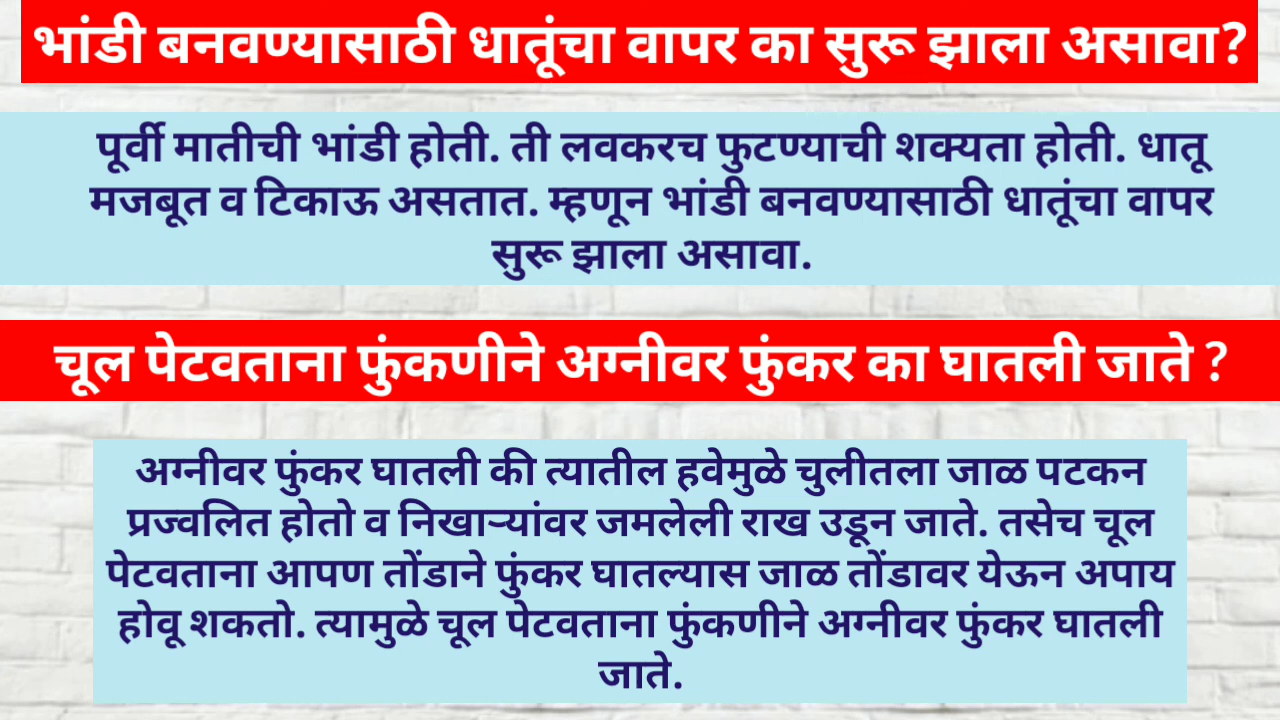 भांडी बनवण्यासाठी धातूंचा वापर का सुरू झाला असावा?
पूर्वी मातीची भांडी होती. ती लवकरच फुटण्याची शक्यता होती. धातू
मजबूत व टिकाऊ असतात. म्हणून भांडी बनवण्यासाठी धातूंचा वापर
सुरू झाला असावा.
चूल पेटवताना फुंकणीने अग्नीवर फुंकर का घातली जाते ?
अग्नीवर फुंकर घातली की त्यातील हवेमुळे चुलीतला जाळ पटकन
प्रज्वलित होतो व निखाऱ्यांवर जमलेली राख उडून जाते. तसेच चूल
पेटवताना आपण तोंडाने फुंकर घातल्यास जाळ तोंडावर येऊन अपाय
होवू शकतो. त्यामुळे चूल पेटवताना फुंकणीने अग्नीवर फुंकर घातली
जाते.